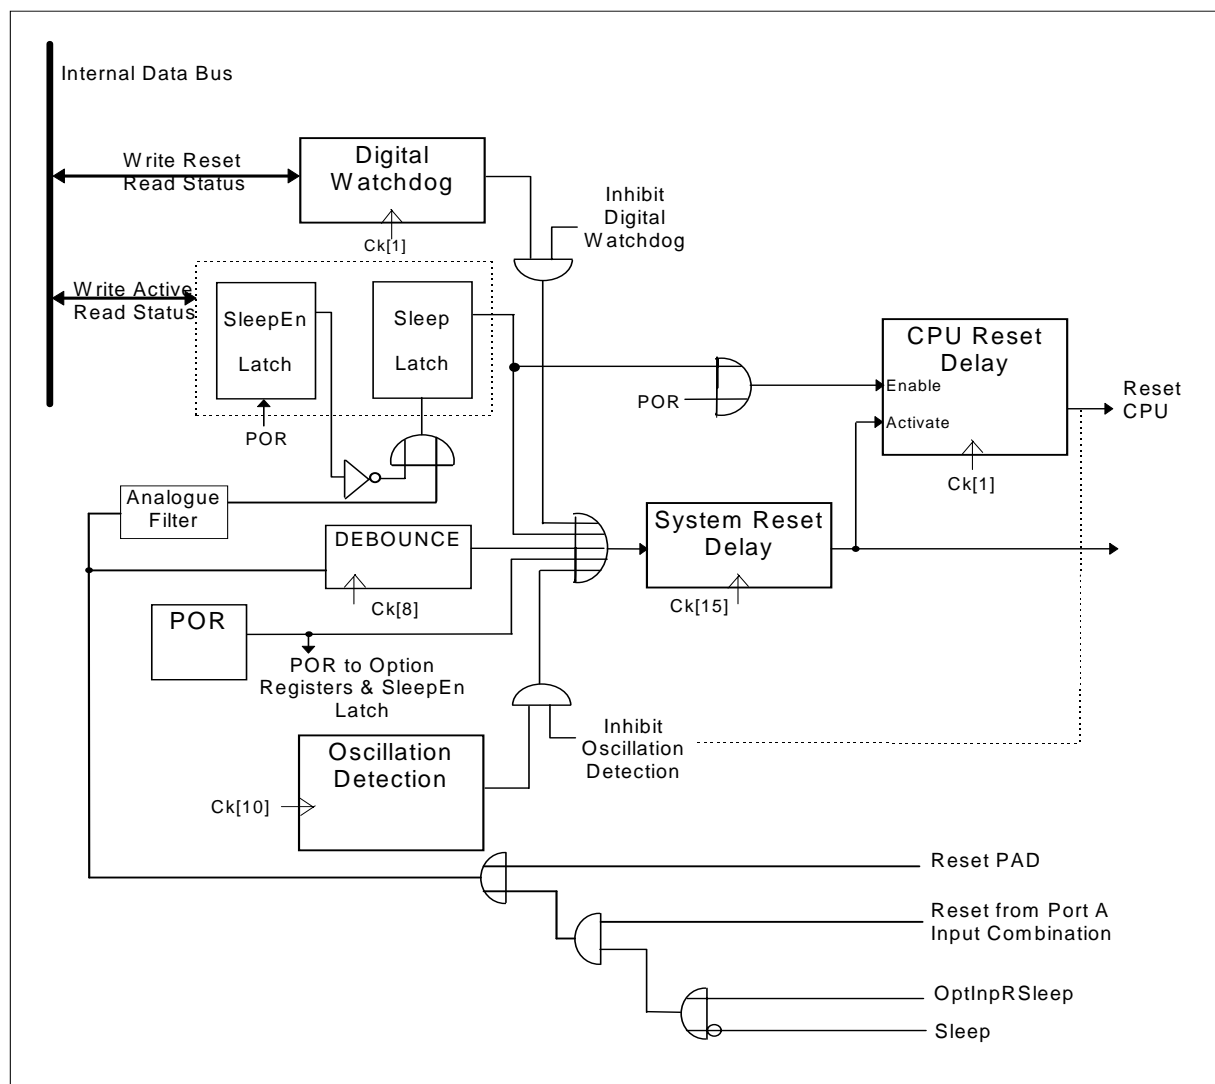 Internal Data Bus
Write Reset
Read Status
Digital
Watchdog
Ck[1]
Inhibit
Digital
Watchdog
Write Active
Read Status
SleepEn
Latch
POR
Sleep
Latch
POR
CPU Reset
Delay
Enable
Activate
Ck[1]
Reset
CPU
Analogue
Filter
DEBOUNCE
Ck[8]
System Reset
Delay
Ck[15]
POR
POR to Option
Registers & SleepEn
Latch
Inhibit
Oscillation
Detection
Oscillation
Detection
Ck[10]
Reset PAD
Reset from Port A
Input Combination
OptInpRSleep
Sleep